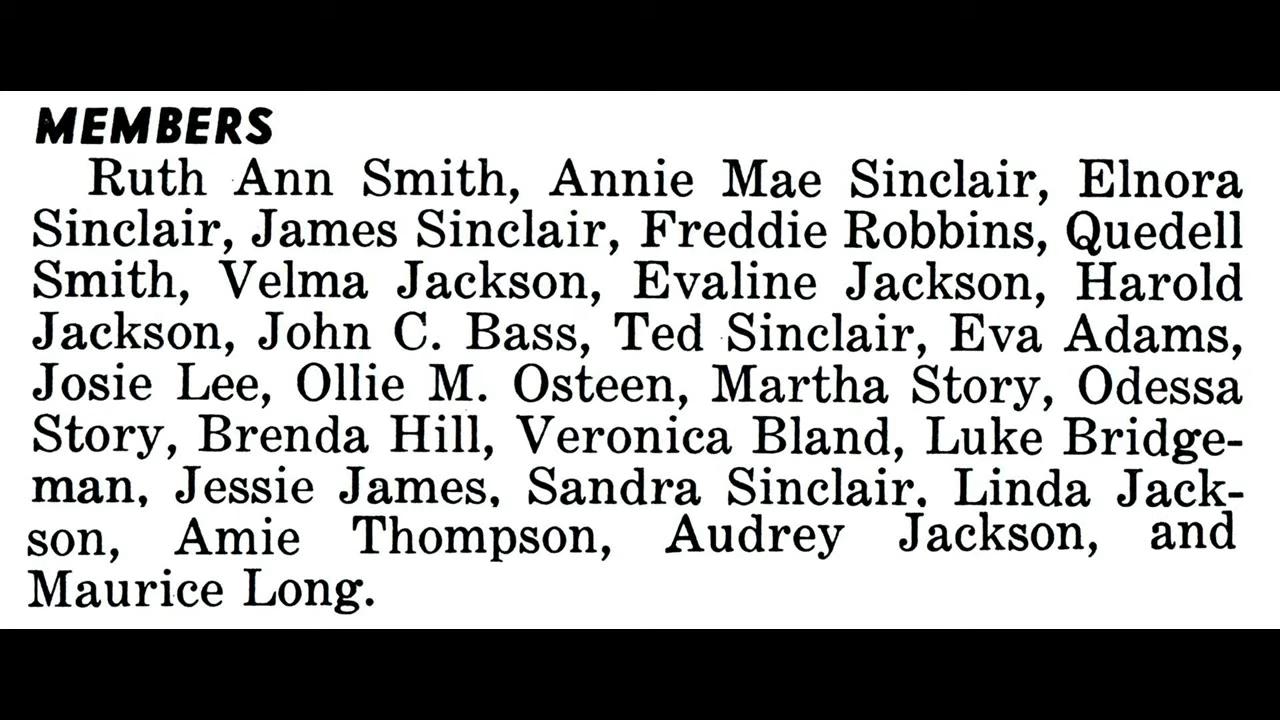 MEMBERS
Ruth Ann Smith, Annie Mae Sinclair, Elnora
Sinclair, James Sinclair, Freddie Robbins, Quedell
Smith, Velma Jackson, Evaline Jackson, Harold
Jackson, John C. Bass, Ted Sinclair, Eva Adams,
Josie Lee, Ollie M. Osteen, Martha Story, Odessa
Story, Brenda Hill, Veronica Bland, Luke Bridge-
man, Jessie James, Sandra Sinclair, Linda Jack-
son, Amie Thompson, Audrey Jackson, and
Maurice Long.